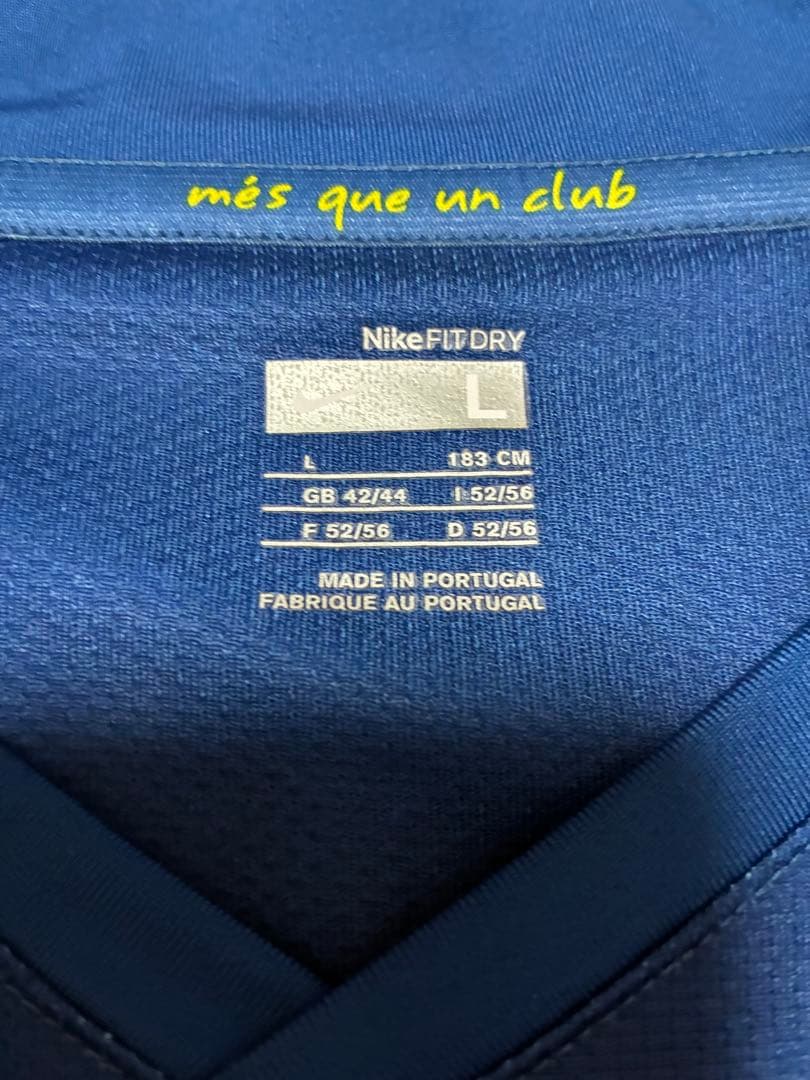 més que un club
NikeFITDRY
L
L 183 CM
GB 42/44 I 52/56
F 52/56 D 52/56
MADE IN PORTUGAL
FABRIQUE AU PORTUGAL